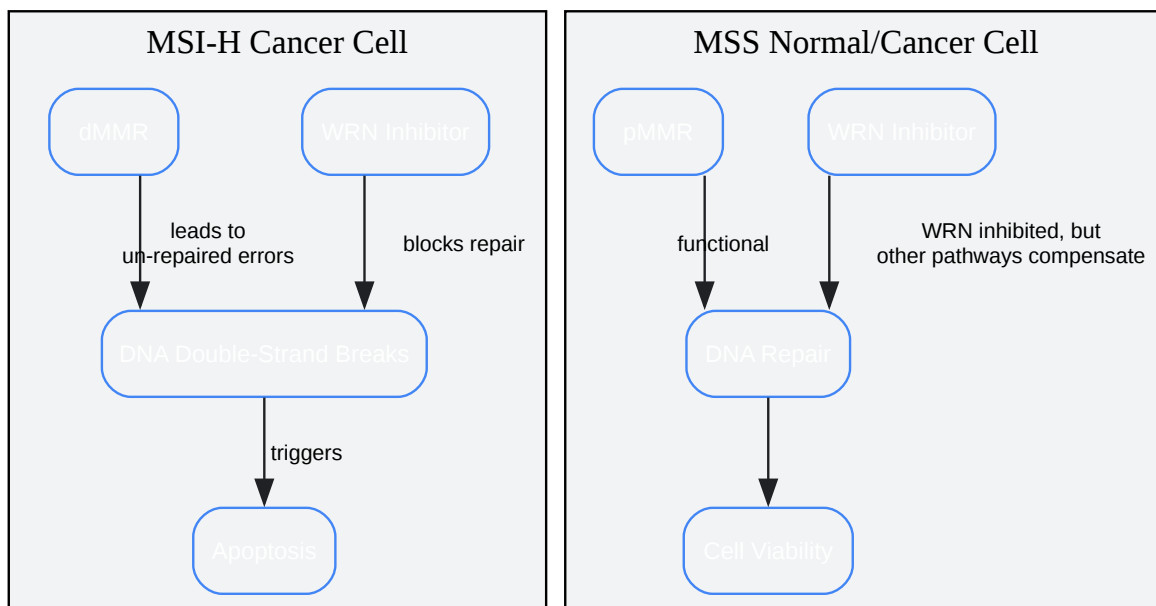 MSI-H Cancer Cell
dMMR
WRN Inhibitor
leads to
un-repaired errors
blocks repair
DNA Double-Strand Breaks
triggers
Apoptosis
MSS Normal/Cancer Cell
pMMR
WRN Inhibitor
functional
WRN inhibited, but
other pathways compensate
DNA Repair
Cell Viability